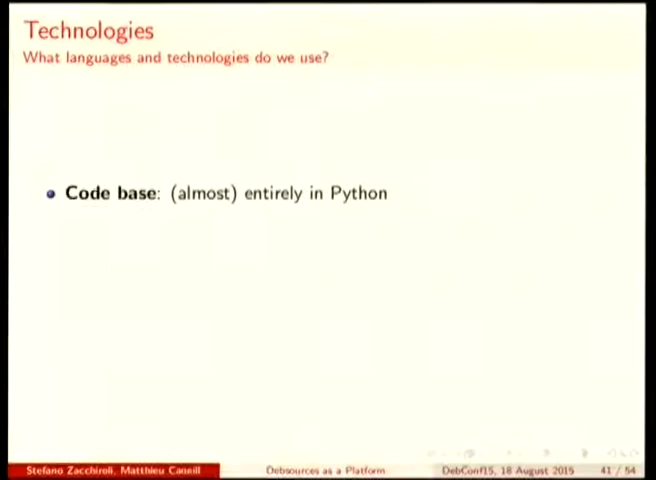 Technologies
What languages and technologies do we use?
Code base: (almost) entirely in Python
Stefano Zacchiroli, Matthieu Caneill
Debsources as a Platform
DebConf15, 18 August 2015
41 / 54